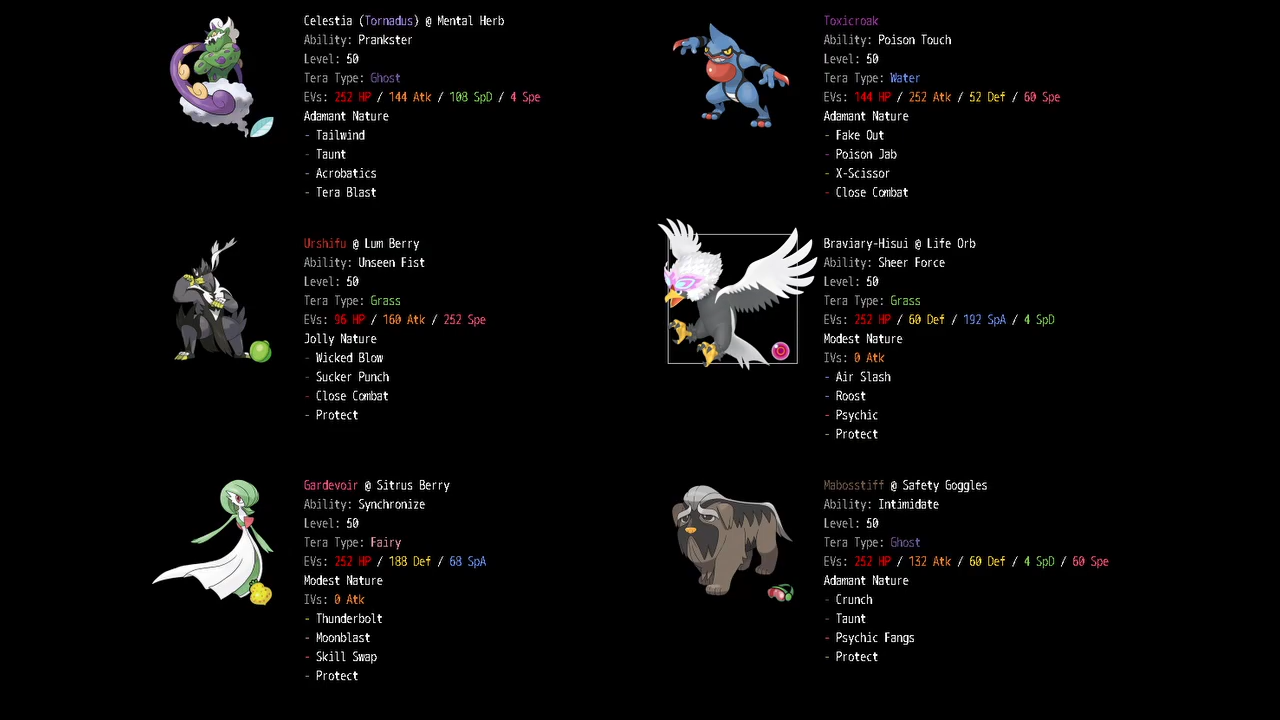 Celestia (Tornadus) @ Mental Herb
Ability: Prankster
Level: 50
Tera Type: Ghost
EVs: 252 HP / 144 Atk / 108 SpD / 4 Spe
Adamant Nature
- Tailwind
- Taunt
- Acrobatics
- Tera Blast
Toxicroak
Ability: Poison Touch
Level: 50
Tera Type: Water
EVs: 144 HP / 252 Atk / 52 Def / 60 Spe
Adamant Nature
- Fake Out
- Poison Jab
- X-Scissor
- Close Combat
Urshifu @ Lum Berry
Ability: Unseen Fist
Level: 50
Tera Type: Grass
EVs: 96 HP / 160 Atk / 252 Spe
Jolly Nature
- Wicked Blow
- Sucker Punch
- Close Combat
- Protect
Braviary-Hisui @ Life Orb
Ability: Sheer Force
Level: 50
Tera Type: Grass
EVs: 252 HP / 60 Def / 192 SpA / 4 SpD
Modest Nature
IVs: 0 Atk
- Air Slash
- Roost
- Psychic
- Protect
Gardevoir @ Sitrus Berry
Ability: Synchronize
Level: 50
Tera Type: Fairy
EVs: 252 HP / 188 Def / 68 SpA
Modest Nature
IVs: 0 Atk
- Thunderbolt
- Moonblast
- Skill Swap
- Protect
Mabosstiff @ Safety Goggles
Ability: Intimidate
Level: 50
Tera Type: Ghost
EVs: 252 HP / 132 Atk / 60 Def / 4 SpD / 60 Spe
Adamant Nature
- Crunch
- Taunt
- Psychic Fangs
- Protect